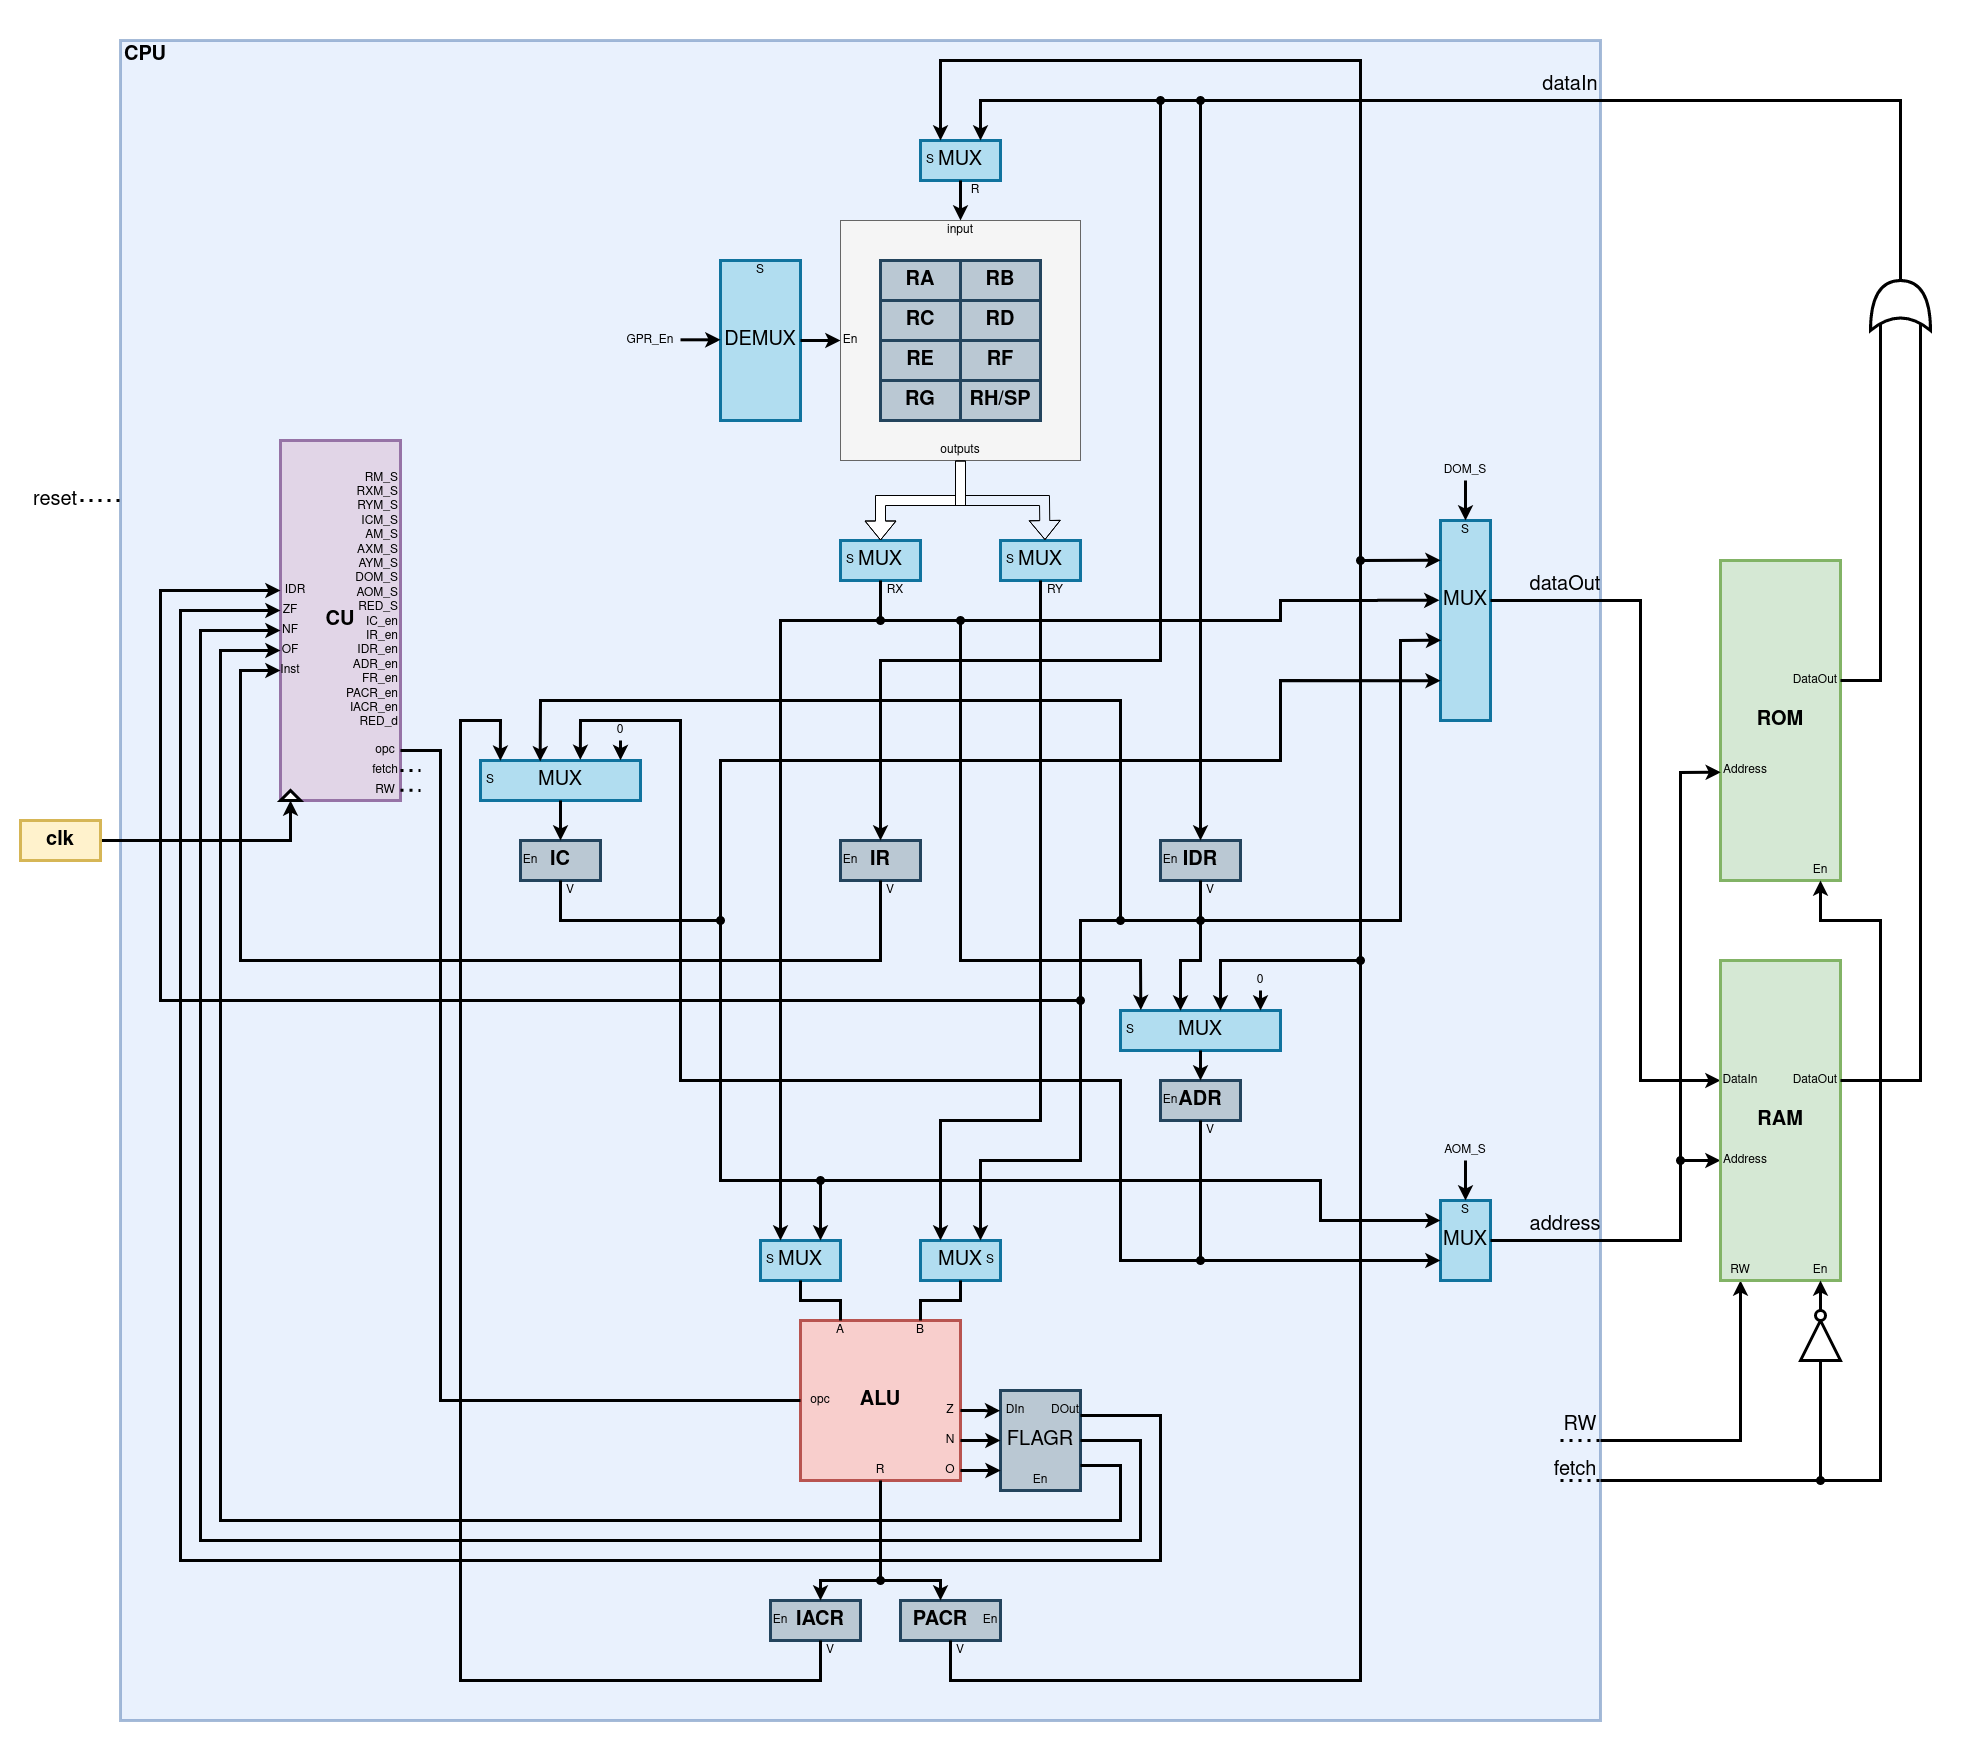 CPU
dataIn
S MUX
R
input
S
DEMUX
GPR_En
En
RA
RB
RC
RD
RE
RF
RG
RH/SP
outputs
reset
RM_S
RXM_S
RYM_S
ICM_S
AM_S
AXM_S
AYM_S
DOM_S
AOM_S
RED_S
IC_en
IR_en
IDR_en
ADR_en
FR_en
PACR_en
IACR_en
RED_d
opc
fetch
RW
IDR
ZF
NF
OF
Inst
CU
clk
S MUX
RX
S MUX
RY
DOM_S
S
MUX
dataOut
0
S MUX
En IC
V
En IR
V
En IDR
V
0
S MUX
En ADR
V
AOM_S
S
MUX
address
S MUX
MUX S
A
B
opc
ALU
Z
N
O
R
DIn
DOut
FLAGR
En
En IACR
V
PACR En
V
DataOut
ROM
Address
En
DataIn
DataOut
RAM
Address
RW
En
RW
fetch